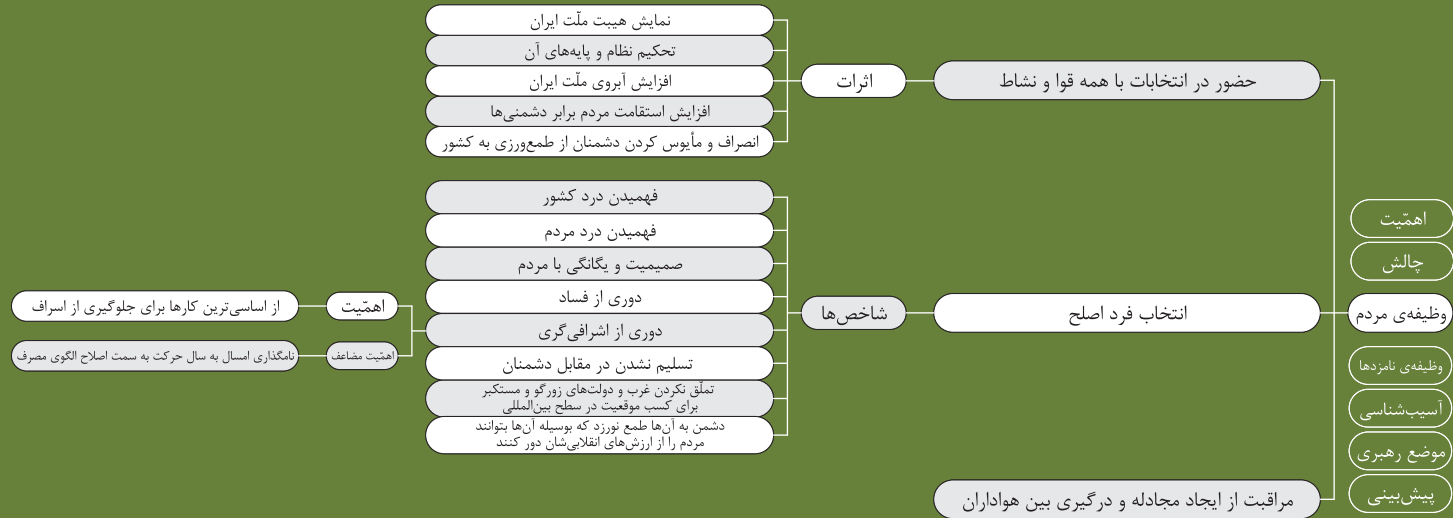 اهمّیت
چالش
وظیفه‌ی مردم
وظیفه‌ی نامزدها
آسیب‌شناسی
موضع رهبری
پیش‌بینی
حضور در انتخابات با همه قوا و نشاط
اثرات
نمایش هیبت ملّت ایران
تحکیم نظام و پایه‌های آن
افزایش آبروی ملّت ایران
افزایش استقامت مردم برابر دشمنی‌ها
انصراف و مأیوس کردن دشمنان از طمع‌ورزی به کشور
انتخاب فرد اصلح
شاخص‌ها
فهمیدن درد کشور
فهمیدن درد مردم
صمیمیت و یگانگی با مردم
دوری از فساد
دوری از اشرافی‌گری
اهمّیت
از اساسی‌ترین کارها برای جلوگیری از اسراف
اهمّیت مضاعف
نامگذاری امسال به سال حرکت به سمت اصلاح الگوی مصرف
تسلیم نشدن در مقابل دشمنان
تملّق نکردن غرب و دولت‌های زورگو و مستکبر
برای کسب موقعیت در سطح بین‌المللی
دشمن به آن‌ها طمع نورزد که بوسیله آن‌ها بتوانند
مردم را از ارزش‌های انقلابی‌شان دور کنند
مراقبت از ایجاد مجادله و درگیری بین هواداران